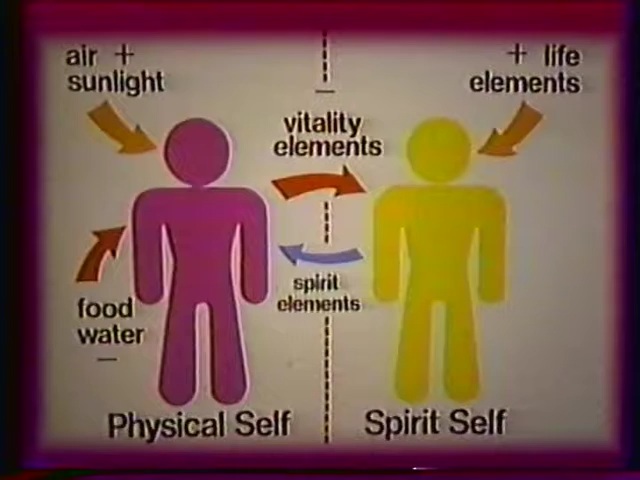 air +
sunlight
+ life
elements
vitality
elements
spirit
elements
food
water
Physical Self
Spirit Self